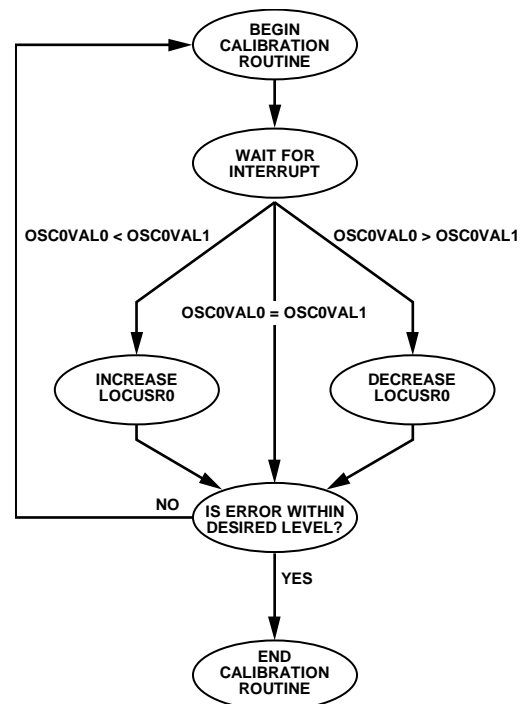 BEGIN
CALIBRATION
ROUTINE
WAIT FOR
INTERRUPT
OSC0VAL0 < OSC0VAL1
OSC0VAL0 > OSC0VAL1
OSC0VAL0 = OSC0VAL1
INCREASE
LOCUSR0
DECREASE
LOCUSR0
NO
IS ERROR WITHIN
DESIRED LEVEL?
YES
END
CALIBRATION
ROUTINE